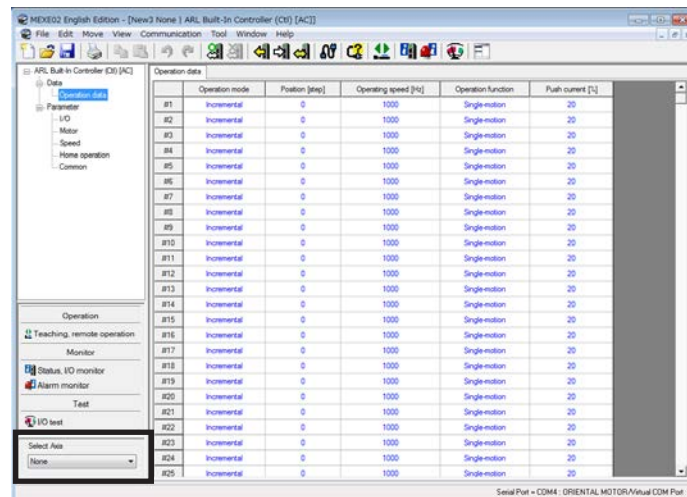 MEXE02 English Edition - [New3 None | ARL Built-In Controller (Ctl) [AC]]
File Edit Move View Communication Tool Window Help
ARL Built-In Controller (Ctl) [AC]
Data
Operation data
Parameter
I/O
Motor
Speed
Home operation
Common
Operation
Teaching, remote operation
Monitor
Status, I/O monitor
Alarm monitor
Test
I/O test
Select Axis
None
Operation data
Operation mode Position [step] Operating speed [Hz] Operation function Push current [%]
#1 Incremental 0 1000 Single-motion 20
#2 Incremental 0 1000 Single-motion 20
#3 Incremental 0 1000 Single-motion 20
#4 Incremental 0 1000 Single-motion 20
#5 Incremental 0 1000 Single-motion 20
#6 Incremental 0 1000 Single-motion 20
#7 Incremental 0 1000 Single-motion 20
#8 Incremental 0 1000 Single-motion 20
#9 Incremental 0 1000 Single-motion 20
#10 Incremental 0 1000 Single-motion 20
#11 Incremental 0 1000 Single-motion 20
#12 Incremental 0 1000 Single-motion 20
#13 Incremental 0 1000 Single-motion 20
#14 Incremental 0 1000 Single-motion 20
#15 Incremental 0 1000 Single-motion 20
#16 Incremental 0 1000 Single-motion 20
#17 Incremental 0 1000 Single-motion 20
#18 Incremental 0 1000 Single-motion 20
#19 Incremental 0 1000 Single-motion 20
#20 Incremental 0 1000 Single-motion 20
#21 Incremental 0 1000 Single-motion 20
#22 Incremental 0 1000 Single-motion 20
#23 Incremental 0 1000 Single-motion 20
#24 Incremental 0 1000 Single-motion 20
#25 Incremental 0 1000 Single-motion 20
Serial Port = COM4 : ORIENTAL MOTOR/Virtual COM Port